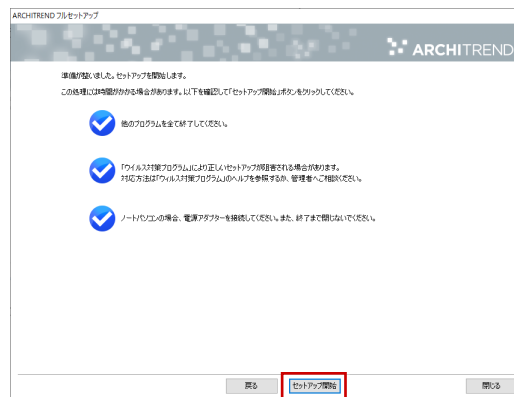 ARCHITREND フルセットアップ
ARCHITREND
準備が整いました。セットアップを開始します。
この処理には時間がかかる場合があります。以下を確認して「セットアップ開始」ボタンをクリックしてください。
他のプログラムを全て終了してください。
「ウイルス対策プログラム」により正しいセットアップが阻害される場合があります。
対応方法は「ウィルス対策プログラム」のヘルプを参照するか、管理者へご相談ください。
ノートパソコンの場合、電源アダプターを接続してください。また、終了まで閉じないでください。
戻る
セットアップ開始
閉じる